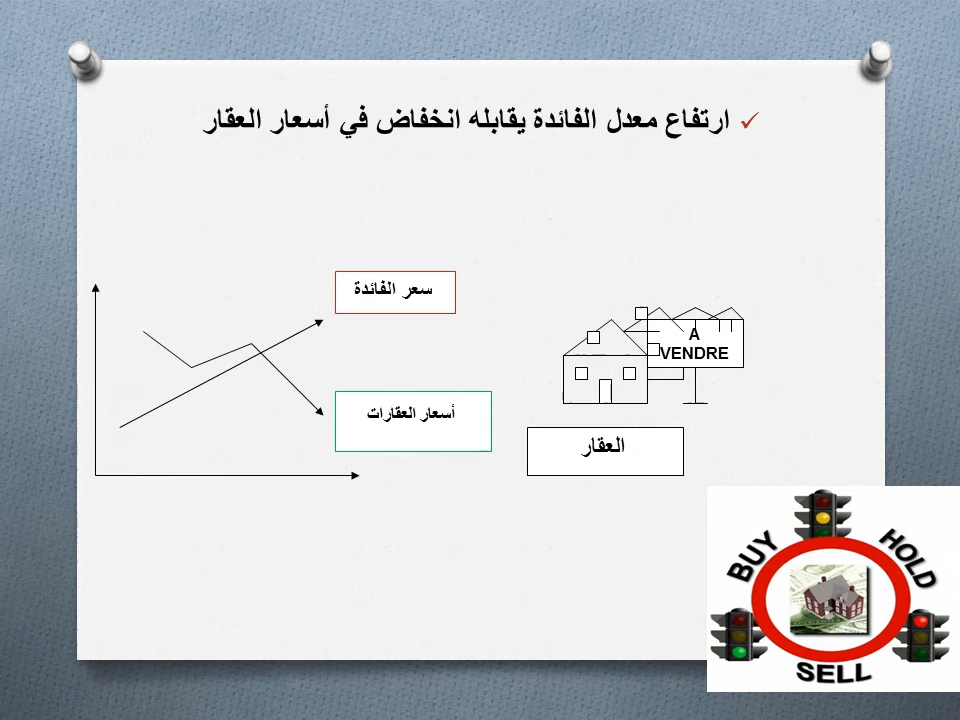 ارتفاع معدل الفائدة يقابله انخفاض في أسعار العقار
سعر الفائدة
أسعار العقارات
A
VENDRE
العقار
BUY
HOLD
SELL